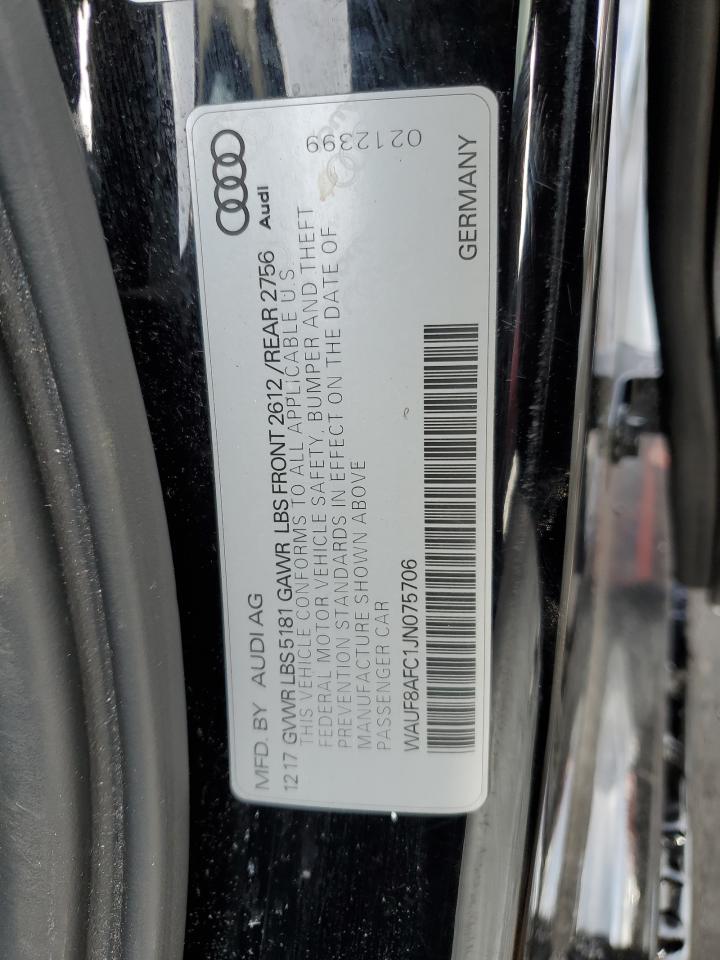 MFD. BY AUDI AG
Audi
12 17 GVWR LBS 5181 GAWR LBS FRONT 2612 /REAR 2756
THIS VEHICLE CONFORMS TO ALL APPLICABLE U S
FEDERAL MOTOR VEHICLE SAFETY, BUMPER AND THEFT
PREVENTION STANDARDS IN EFFECT ON THE DATE OF
MANUFACTURE SHOWN ABOVE
PASSENGER CAR
0212399
WAUF8AFC1JN075706
GERMANY